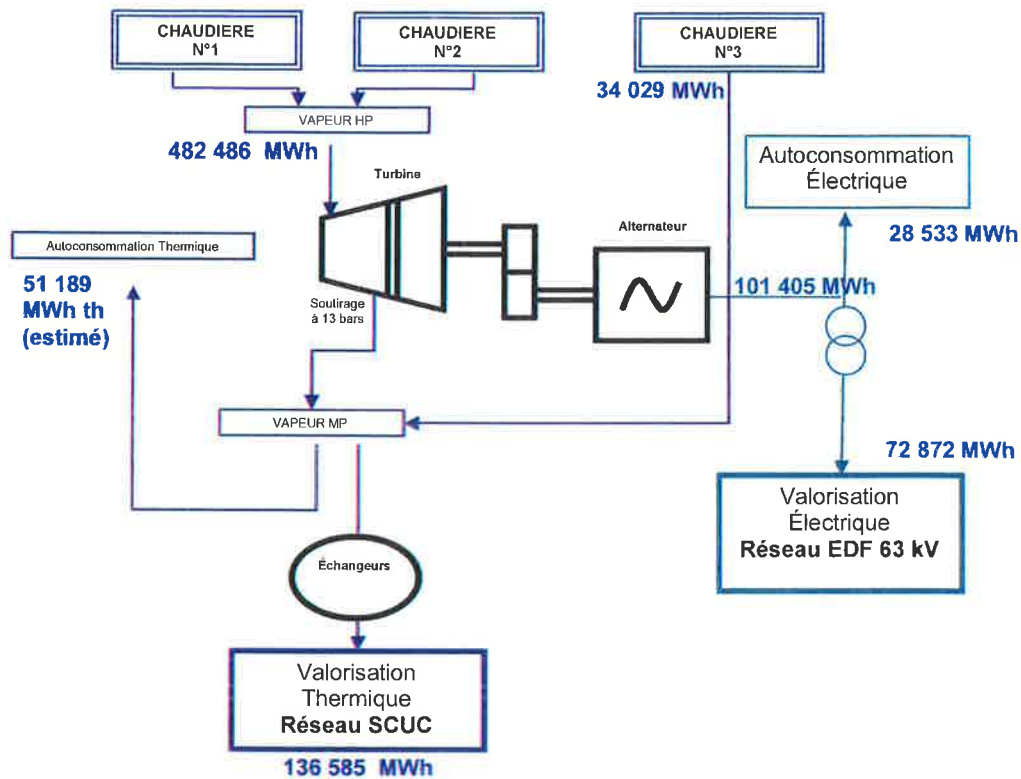 CHAUDIERE
N°1
CHAUDIERE
N°2
CHAUDIERE
N°3
34 029 MWh
VAPEUR HP
482 486 MWh
Autoconsommation
Électrique
28 533 MWh
Turbine
Alternateur
Autoconsommation Thermique
51 189
MWh th
(estimé)
Soutirage
à 13 bars
101 405 MWh
VAPEUR MP
72 872 MWh
Valorisation
Électrique
Réseau EDF 63 kV
Échangeurs
Valorisation
Thermique
Réseau SCUC
136 585 MWh